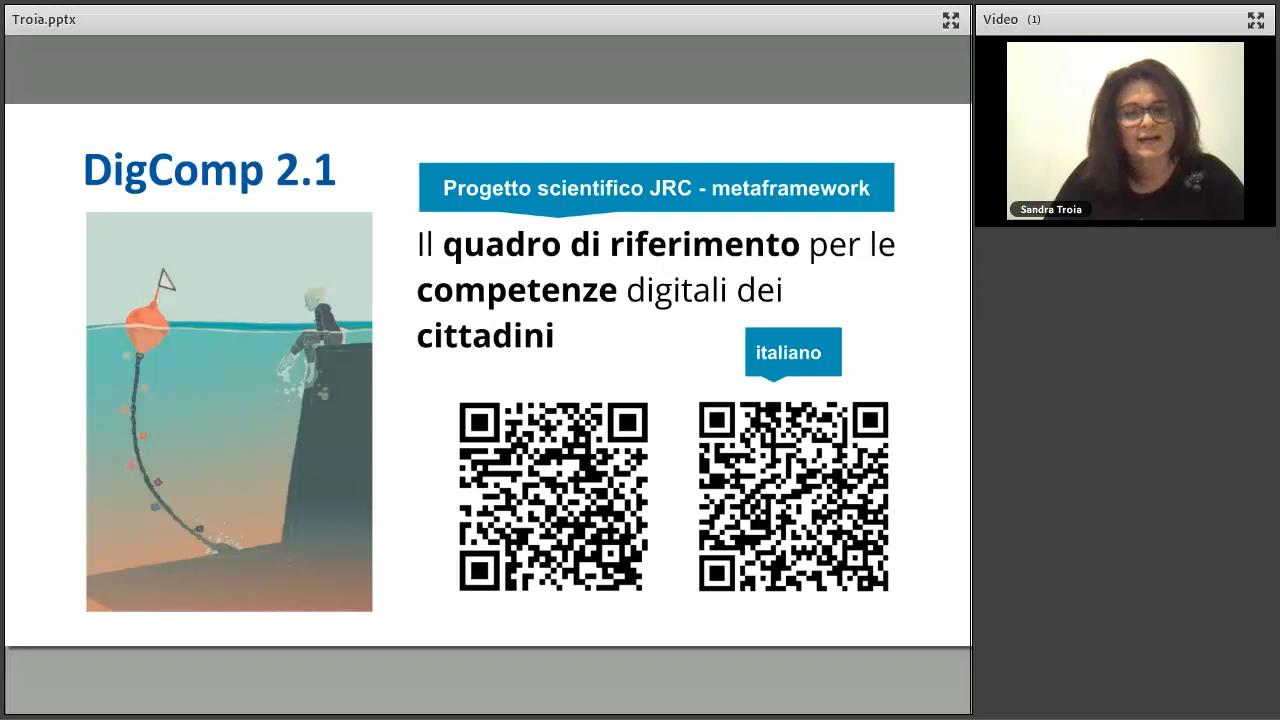 Troia.pptx
Video (1)
Sandra Troia
DigComp 2.1
Progetto scientifico JRC - metaframework
Il quadro di riferimento per le
competenze digitali dei
cittadini
italiano